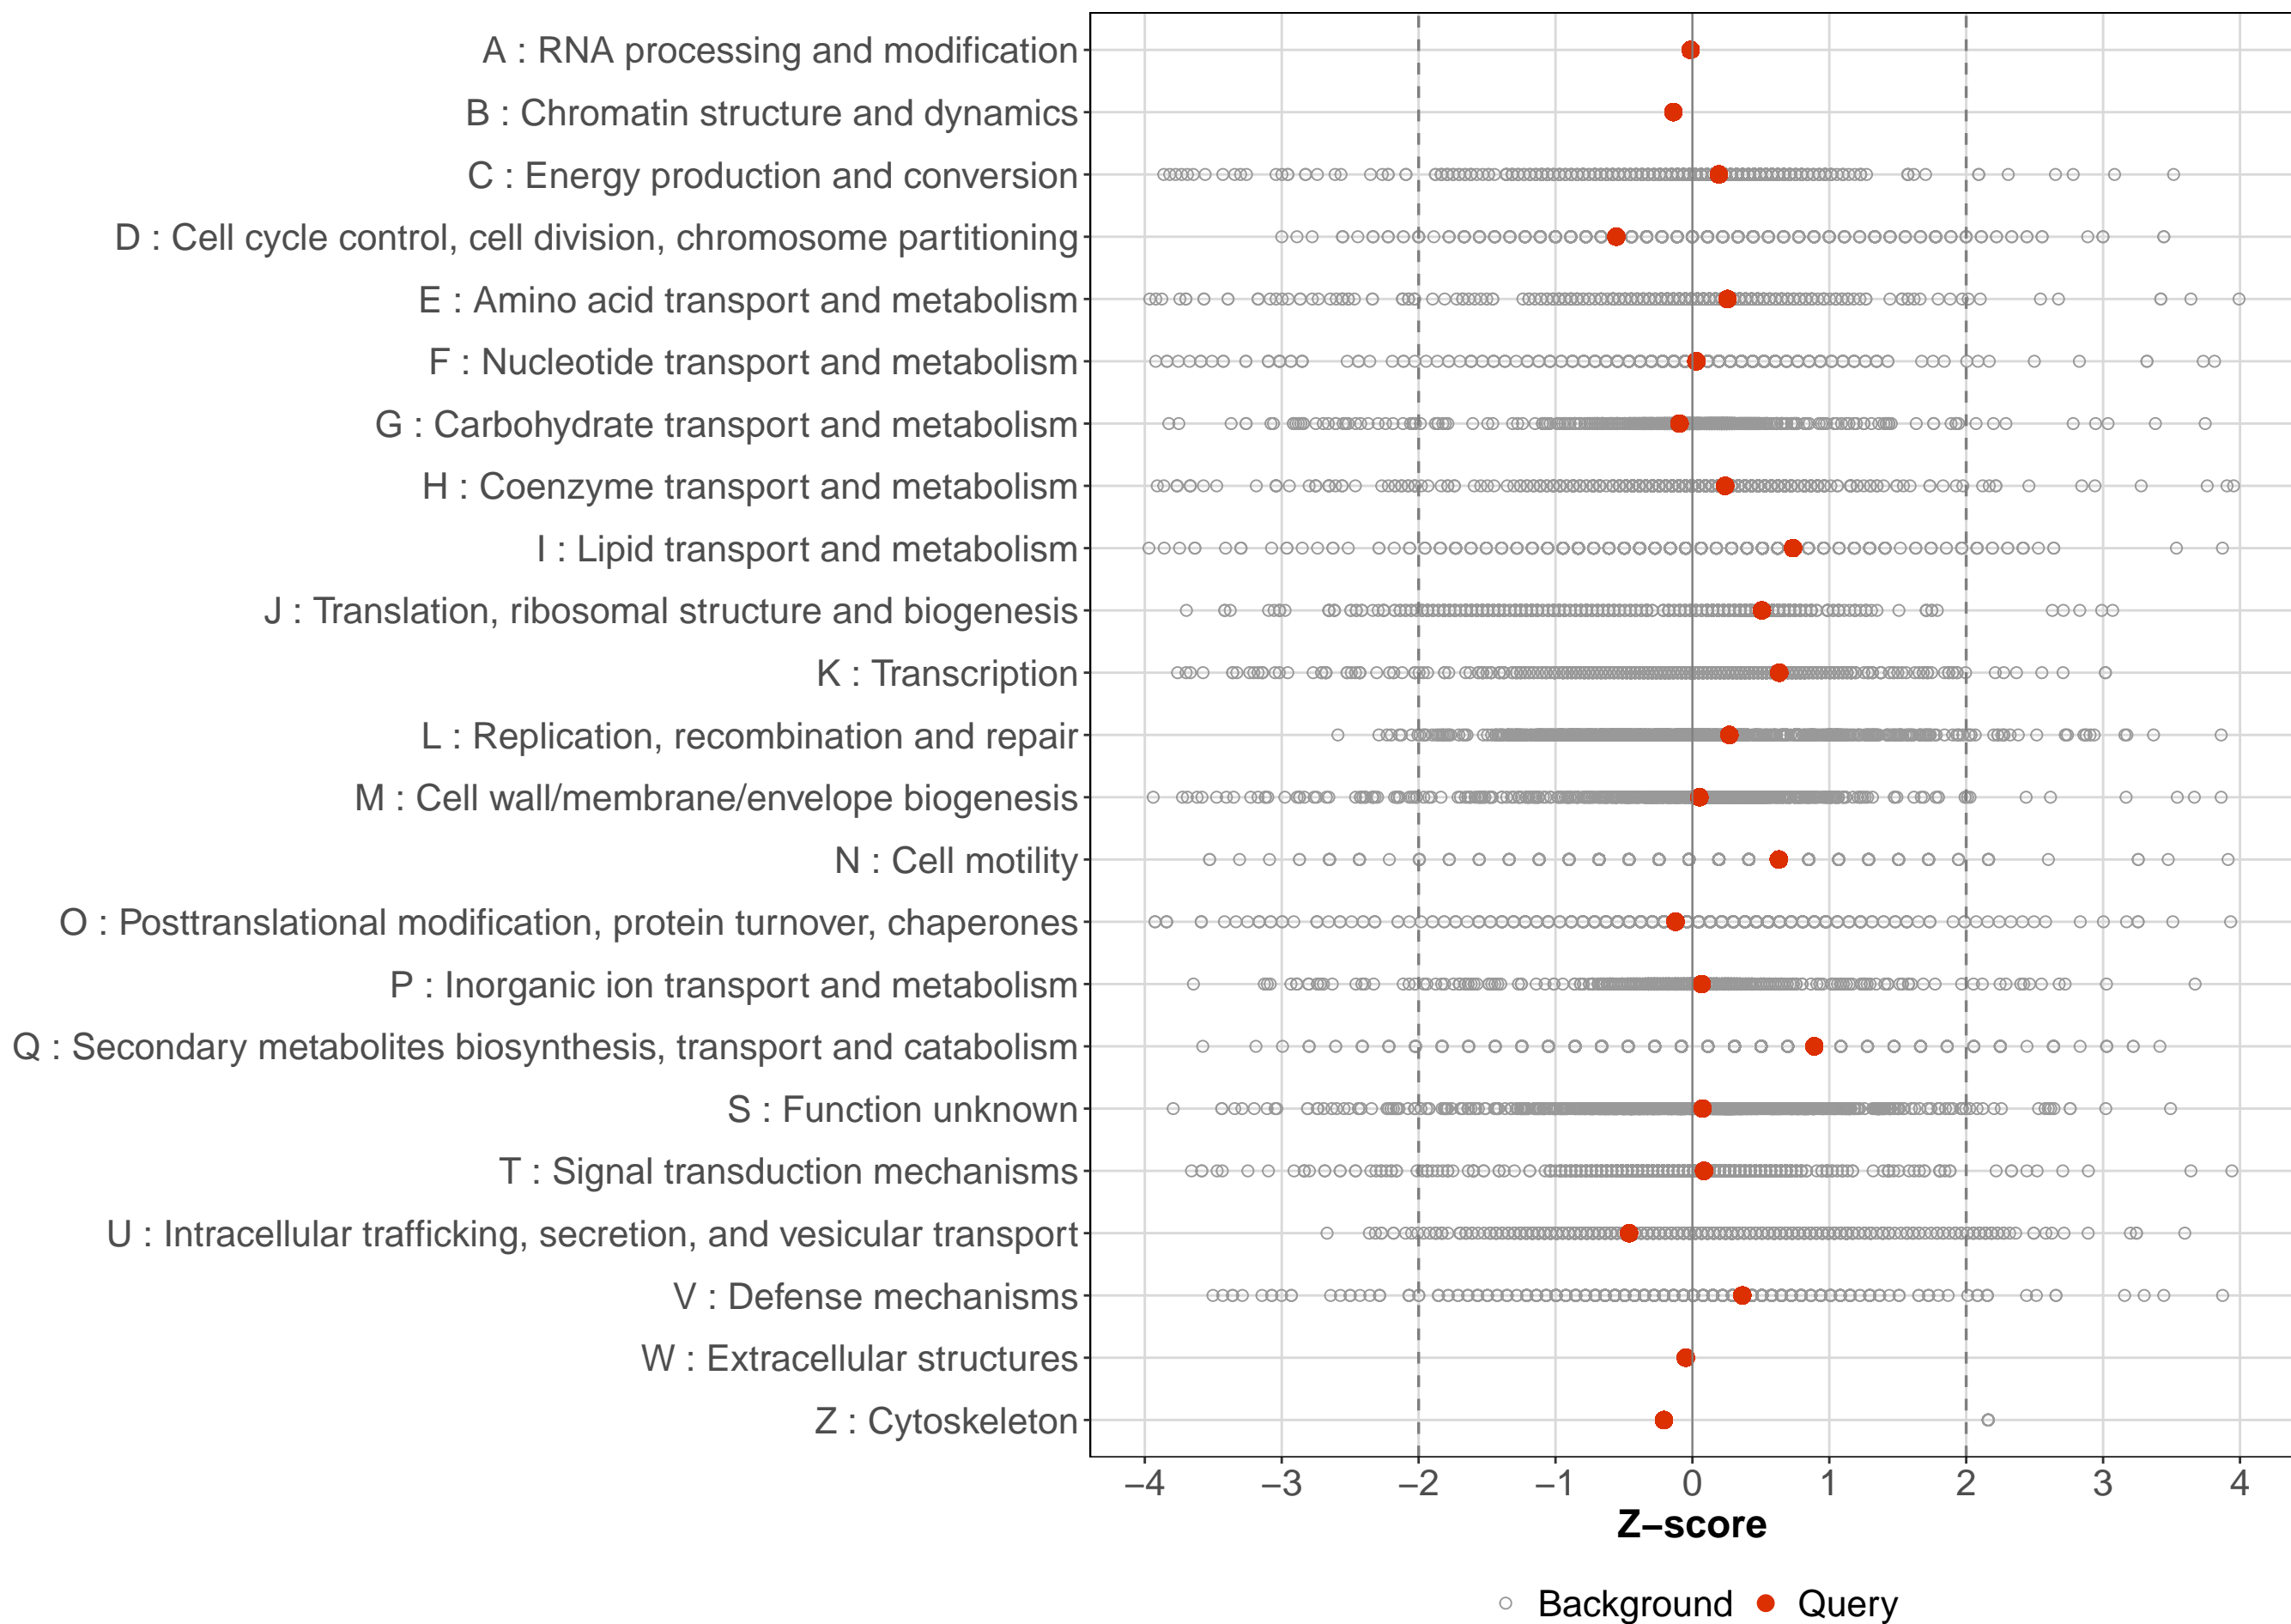 A : RNA processing and modification
B : Chromatin structure and dynamics
C : Energy production and conversion
D : Cell cycle control, cell division, chromosome partitioning
E : Amino acid transport and metabolism
F : Nucleotide transport and metabolism
G : Carbohydrate transport and metabolism
H : Coenzyme transport and metabolism
I : Lipid transport and metabolism
J : Translation, ribosomal structure and biogenesis
K : Transcription
L : Replication, recombination and repair
M : Cell wall/membrane/envelope biogenesis
N : Cell motility
O : Posttranslational modification, protein turnover, chaperones
P : Inorganic ion transport and metabolism
Q : Secondary metabolites biosynthesis, transport and catabolism
S : Function unknown
T : Signal transduction mechanisms
U : Intracellular trafficking, secretion, and vesicular transport
V : Defense mechanisms
W : Extracellular structures
Z : Cytoskeleton
−4 −3 −2 −1 0 1 2 3 4
Z−score
Background Query